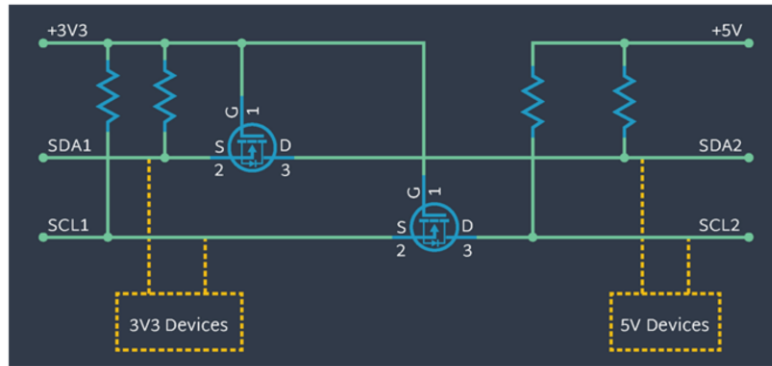 +3V3
+5V
G
1
SDA1
S
D
SDA2
2
3
G
1
SCL1
S
D
SCL2
2
3
3V3 Devices
5V Devices